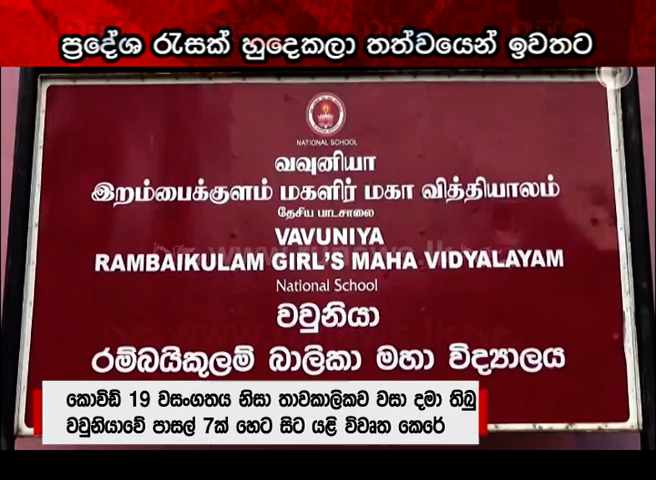 ප්‍රදේශ රැසක් හුදෙකලා තත්වයෙන් ඉවතට
NATIONAL SCHOOL
வவுனியா
இறம்பைக்குளம் மகளிர் மகா வித்தியாலம்
தேசிய பாடசாலை
VAVUNIYA
RAMBAIKULAM GIRL'S MAHA VIDYALAYAM
National School
වවුනියා
රම්බයිකුලම් බාලිකා මහා විද්‍යාලය
කොවිඩ් 19 වසංගතය නිසා තාවකාලිකව වසා දමා තිබු
වවුනියාවේ පාසල් 7ක් හෙට සිට යළි විවෘත කෙරේ